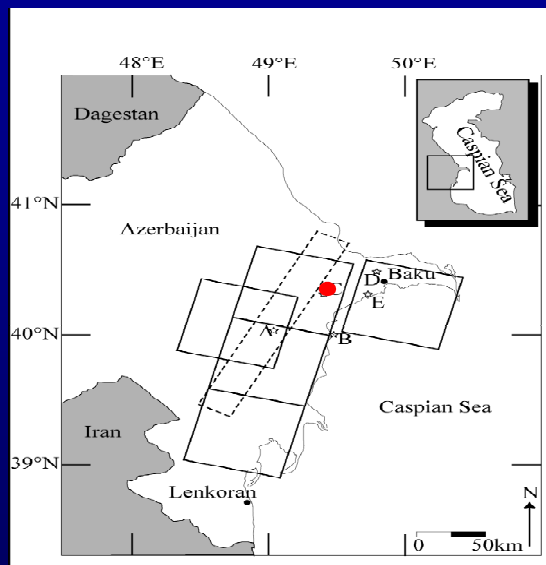 48°E 49°E 50°E
Dagestan
Caspian Sea
41°N
Azerbaijan
D Baku
E
40°N
A
B
Caspian Sea
Iran
39°N
N
Lenkoran
0 50km